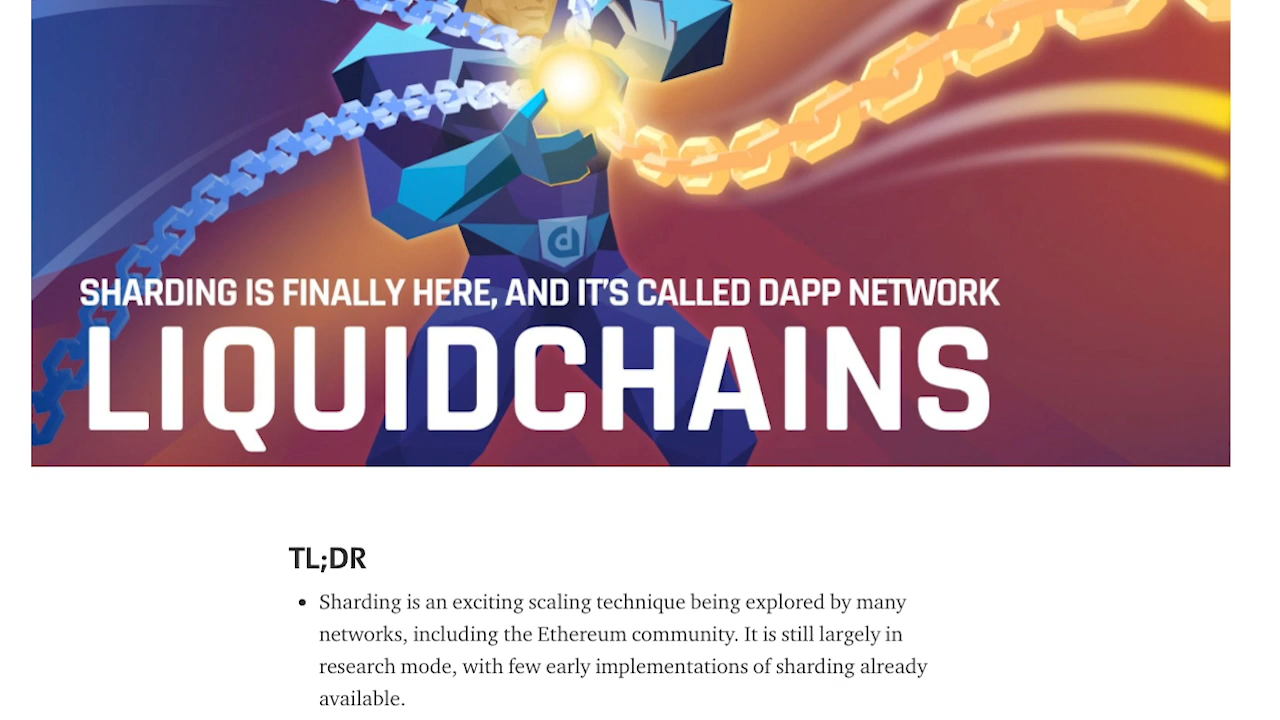 SHARDING IS FINALLY HERE, AND IT'S CALLED DAPP NETWORK
LIQUIDCHAINS
TL;DR
• Sharding is an exciting scaling technique being explored by many
networks, including the Ethereum community. It is still largely in
research mode, with few early implementations of sharding already
available.